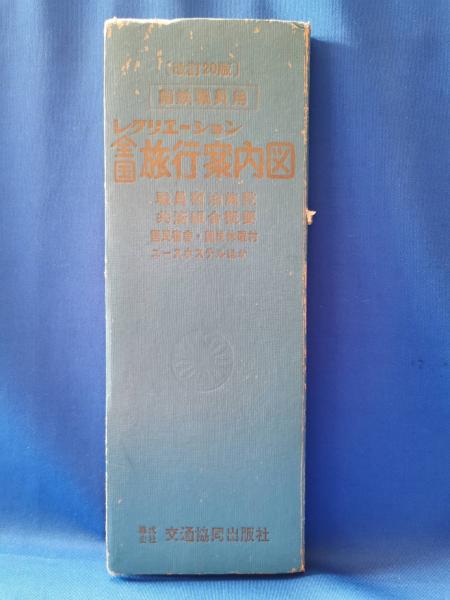 〔改訂20版〕
国鉄職員用
レクリエーション
全国旅行案内図
職員宿泊施設
共済組合寮要
国民宿舎・国民休暇村
ユースホステルほか
株式会社 交通協同出版社